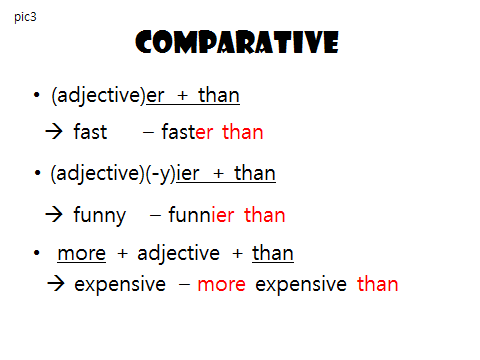 pic3
COMPARATIVE
• (adjective)er + than
→ fast – faster than
• (adjective)(-y)ier + than
→ funny – funnier than
• more + adjective + than
→ expensive – more expensive than